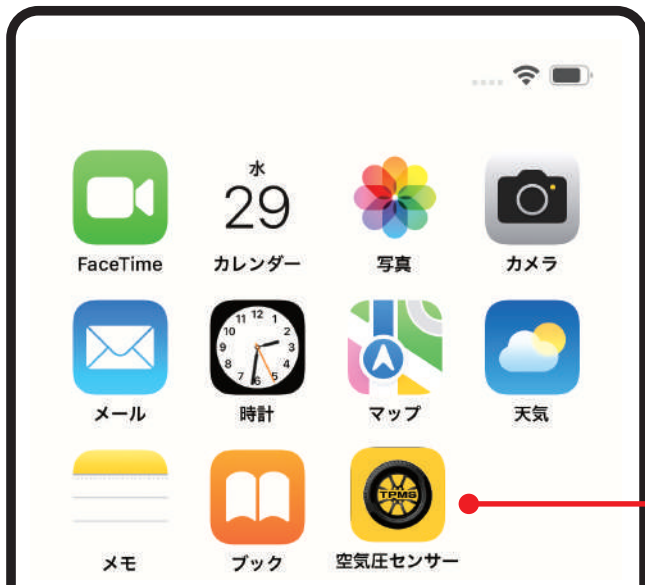 水
29
FaceTime
カレンダー
写真
カメラ
11 12 1
10 2
9 3
8 4
7 6 5
メール
時計
マップ
天気
TPMS
メモ
ブック
空気圧センサー